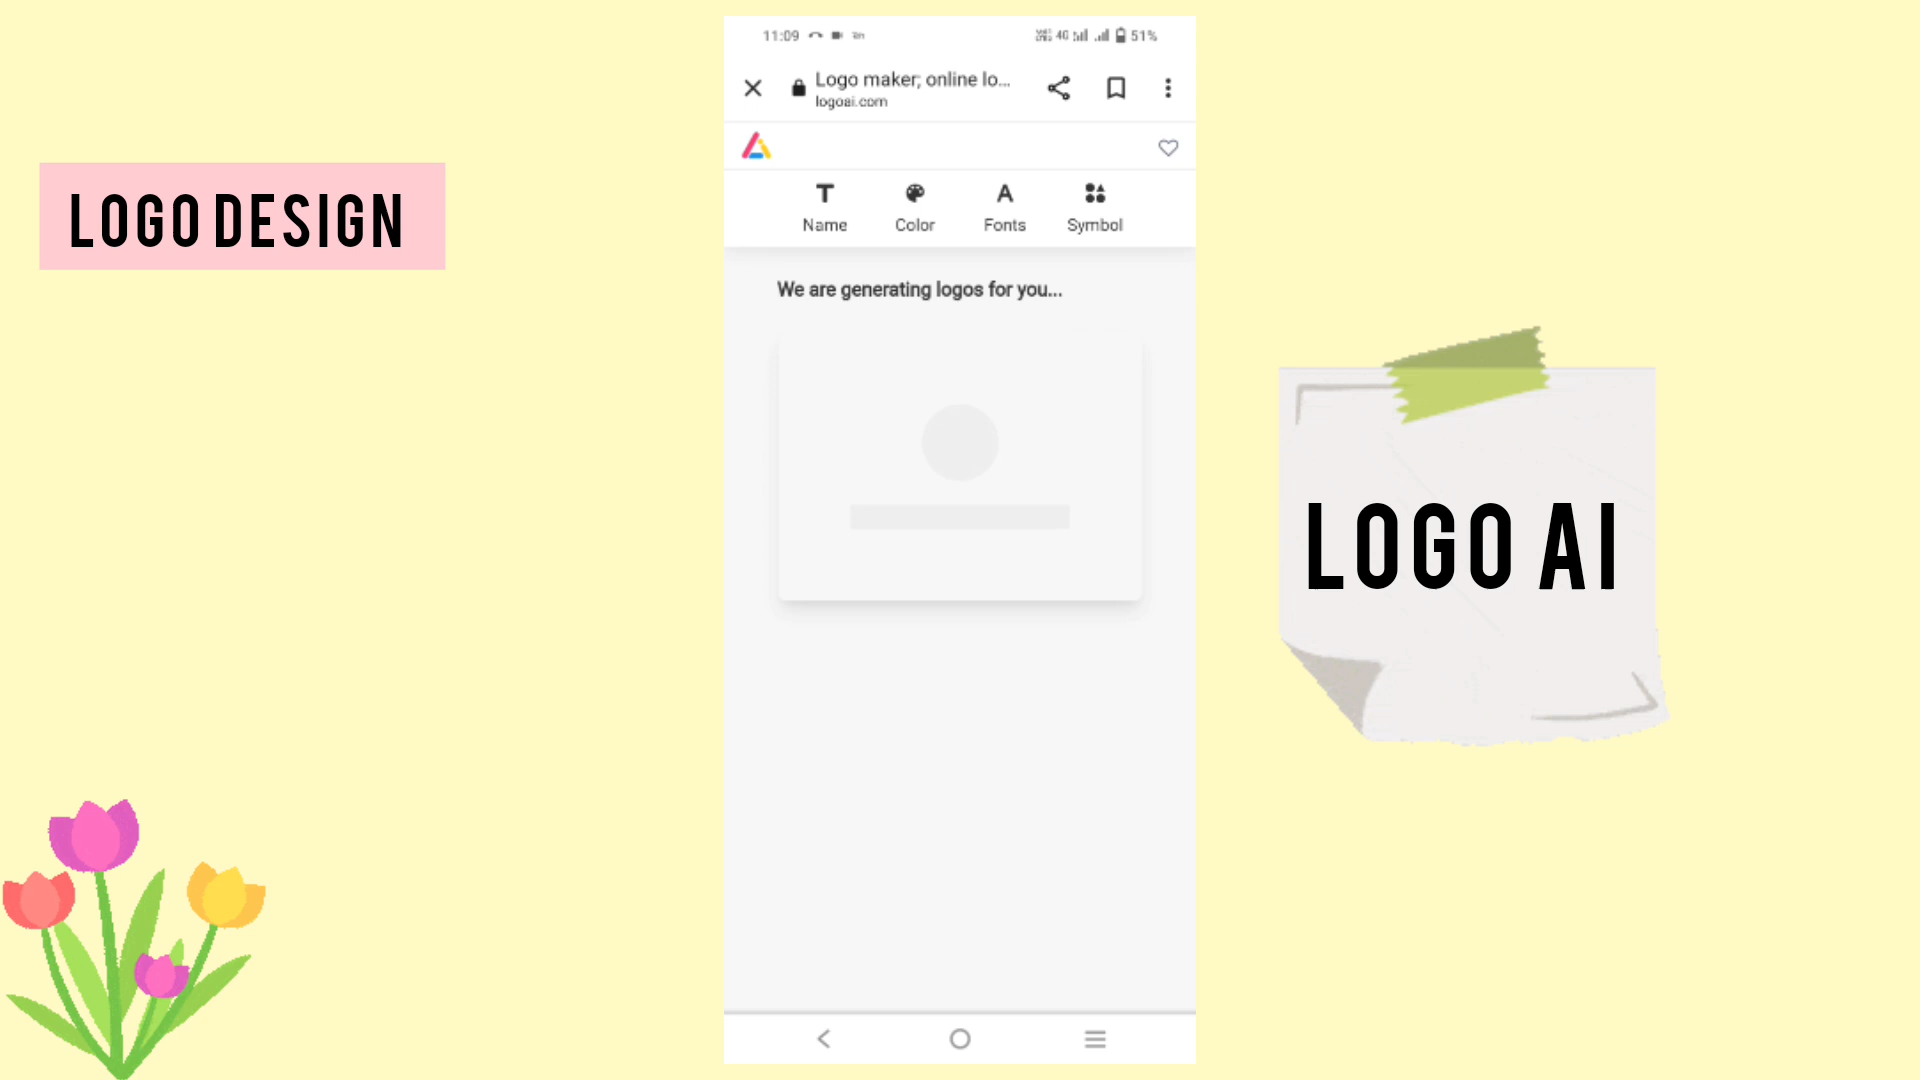 LOGO DESIGN
11:09
4G 51%
Logo maker; online lo...
logoai.com
Name Color Fonts Symbol
We are generating logos for you...
LOGO AI